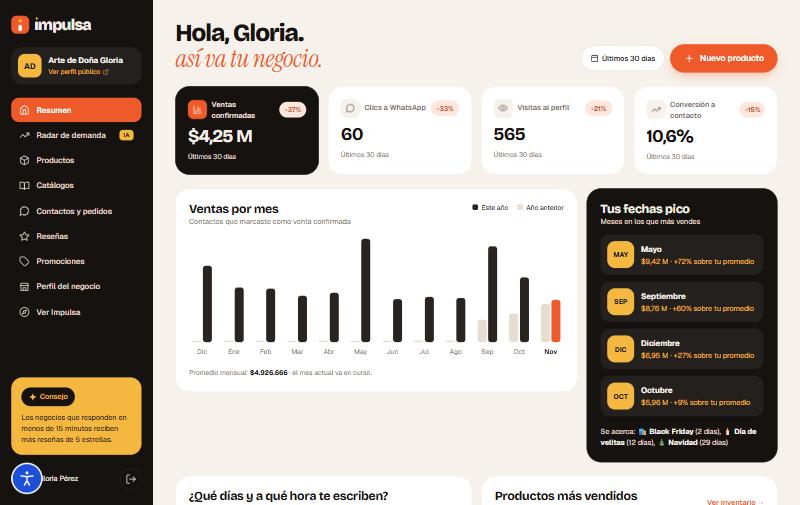 impulsa
AD
Arte de Doña Gloria
Ver perfil público
Resumen
Radar de demanda
IA
Productos
Catálogos
Contactos y pedidos
Reseñas
Promociones
Perfil del negocio
Ver Impulsa
Consejo
Los negocios que responden en
menos de 15 minutos reciben
más reseñas de 5 estrellas.
loria Pérez
Hola, Gloria.
así va tu negocio.
Últimos 30 días
+ Nuevo producto
Ventas
confirmadas
-37%
$4,25 M
Últimos 30 días
Clics a WhatsApp
-33%
60
Últimos 30 días
Visitas al perfil
-21%
565
Últimos 30 días
Conversión a
contacto
-15%
10,6%
Últimos 30 días
Ventas por mes
Contactos que marcaste como venta confirmada
Este año
Año anterior
Dic Ene Feb Mar Abr May Jun Jul Ago Sep Oct Nov
Promedio mensual: $4.926.666 · el mes actual va en curso.
Tus fechas pico
Meses en los que más vendes
MAY
Mayo
$9,42 M · +72% sobre tu promedio
SEP
Septiembre
$8,76 M · +60% sobre tu promedio
DIC
Diciembre
$6,95 M · +27% sobre tu promedio
OCT
Octubre
$5,96 M · +9% sobre tu promedio
Se acerca: Black Friday (2 días), Día de
velitas (12 días), Navidad (29 días)
¿Qué días y a qué hora te escriben?
Productos más vendidos
Ver inventario →